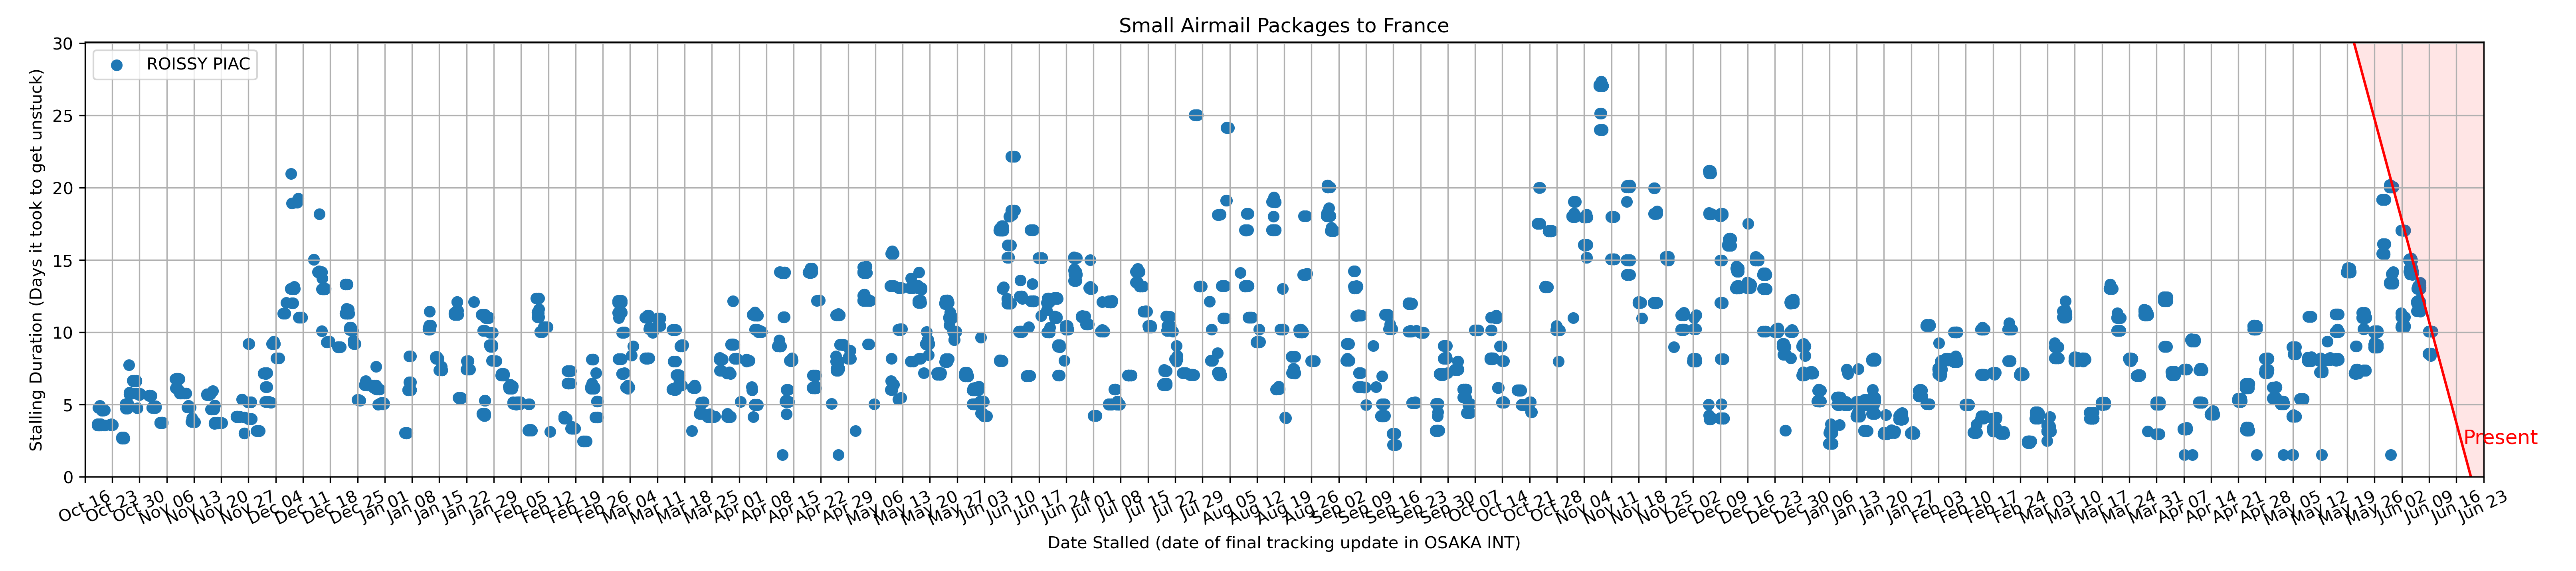 Small Airmail Packages to France
ROISSY PIAC
Stalling Duration (Days it took to get unstuck)
30
25
20
15
10
5
0
Present
Oct 16
Oct 23
Oct 30
Nov 06
Nov 13
Nov 20
Nov 27
Dec 04
Dec 11
Dec 18
Dec 25
Jan 01
Jan 08
Jan 15
Jan 22
Jan 29
Feb 05
Feb 12
Feb 19
Feb 26
Mar 04
Mar 11
Mar 18
Mar 25
Apr 01
Apr 08
Apr 15
Apr 22
Apr 29
May 06
May 13
May 20
May 27
Jun 03
Jun 10
Jun 17
Jun 24
Jul 01
Jul 08
Jul 15
Jul 22
Jul 29
Aug 05
Aug 12
Aug 19
Aug 26
Sep 02
Sep 09
Sep 16
Sep 23
Sep 30
Oct 07
Oct 14
Oct 21
Oct 28
Nov 04
Nov 11
Nov 18
Nov 25
Dec 02
Dec 09
Dec 16
Dec 23
Dec 30
Jan 06
Jan 13
Jan 20
Jan 27
Feb 03
Feb 10
Feb 17
Feb 24
Mar 03
Mar 10
Mar 17
Mar 24
Mar 31
Apr 07
Apr 14
Apr 21
Apr 28
May 05
May 12
May 19
May 26
Jun 02
Jun 09
Jun 16
Jun 23
Date Stalled (date of final tracking update in OSAKA INT)